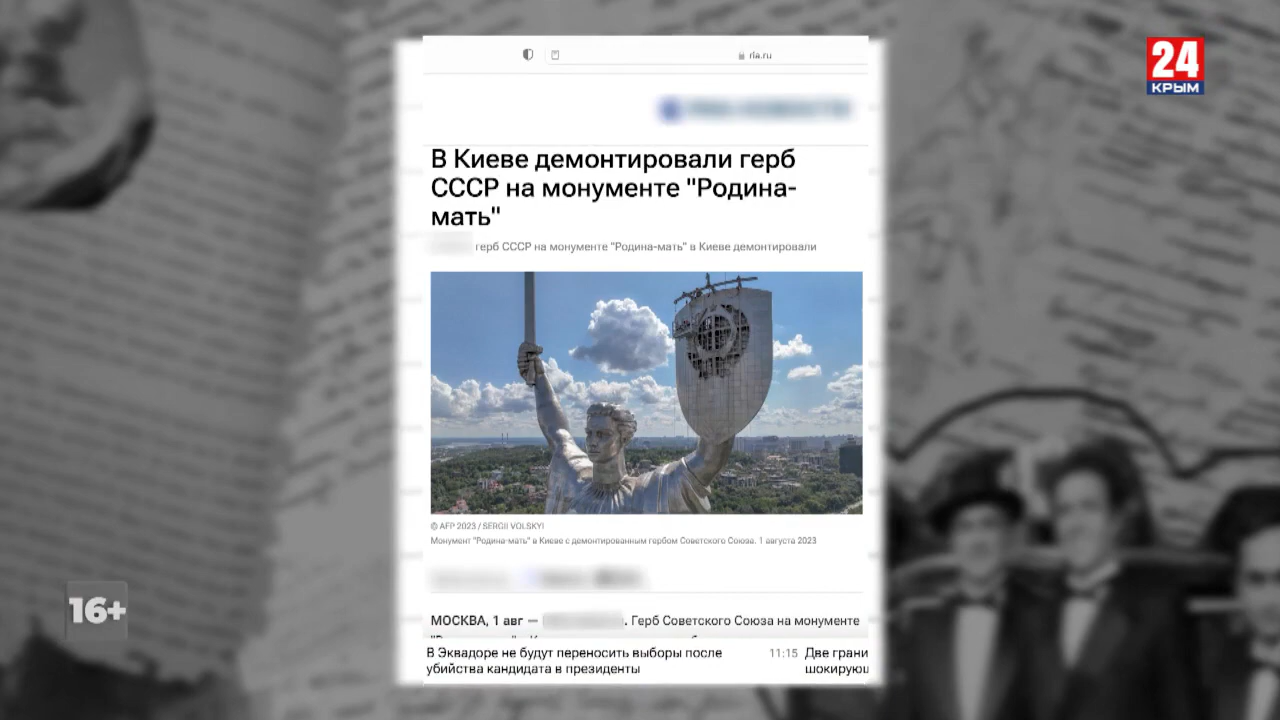 24
КРЫМ
ria.ru
В Киеве демонтировали герб
СССР на монументе "Родина-
мать"
герб СССР на монументе "Родина-мать" в Киеве демонтировали
© AFP 2023 / SERGII VOLSKYI
Монумент "Родина-мать" в Киеве с демонтированным гербом Советского Союза. 1 августа 2023
МОСКВА, 1 авг —
. Герб Советского Союза на монументе
В Эквадоре не будут переносить выборы после
убийства кандидата в президенты
11:15 Две грани
шокирую
16+